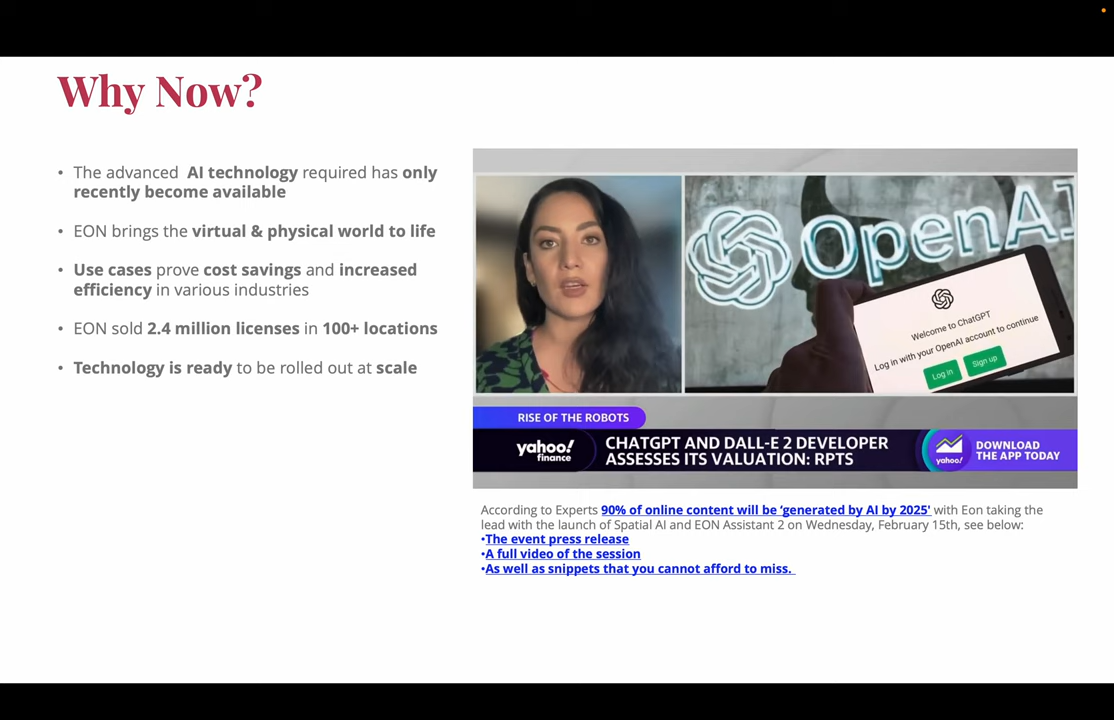 Why Now?
• The advanced  AI technology required has only
recently become available
• EON brings the virtual & physical world to life
• Use cases prove cost savings and increased
efficiency in various industries
• EON sold 2.4 million licenses in 100+ locations
• Technology is ready to be rolled out at scale
OpenAI
Welcome to ChatGPT
Log in with your OpenAI account to continue
Log in
Sign up
RISE OF THE ROBOTS
yahoo!
finance
CHATGPT AND DALL-E 2 DEVELOPER
ASSESSES ITS VALUATION: RPTS
yahoo!
DOWNLOAD
THE APP TODAY
According to Experts 90% of online content will be ‘generated by AI by 2025' with Eon taking the
lead with the launch of Spatial AI and EON Assistant 2 on Wednesday, February 15th, see below:
•The event press release
•A full video of the session
•As well as snippets that you cannot afford to miss.